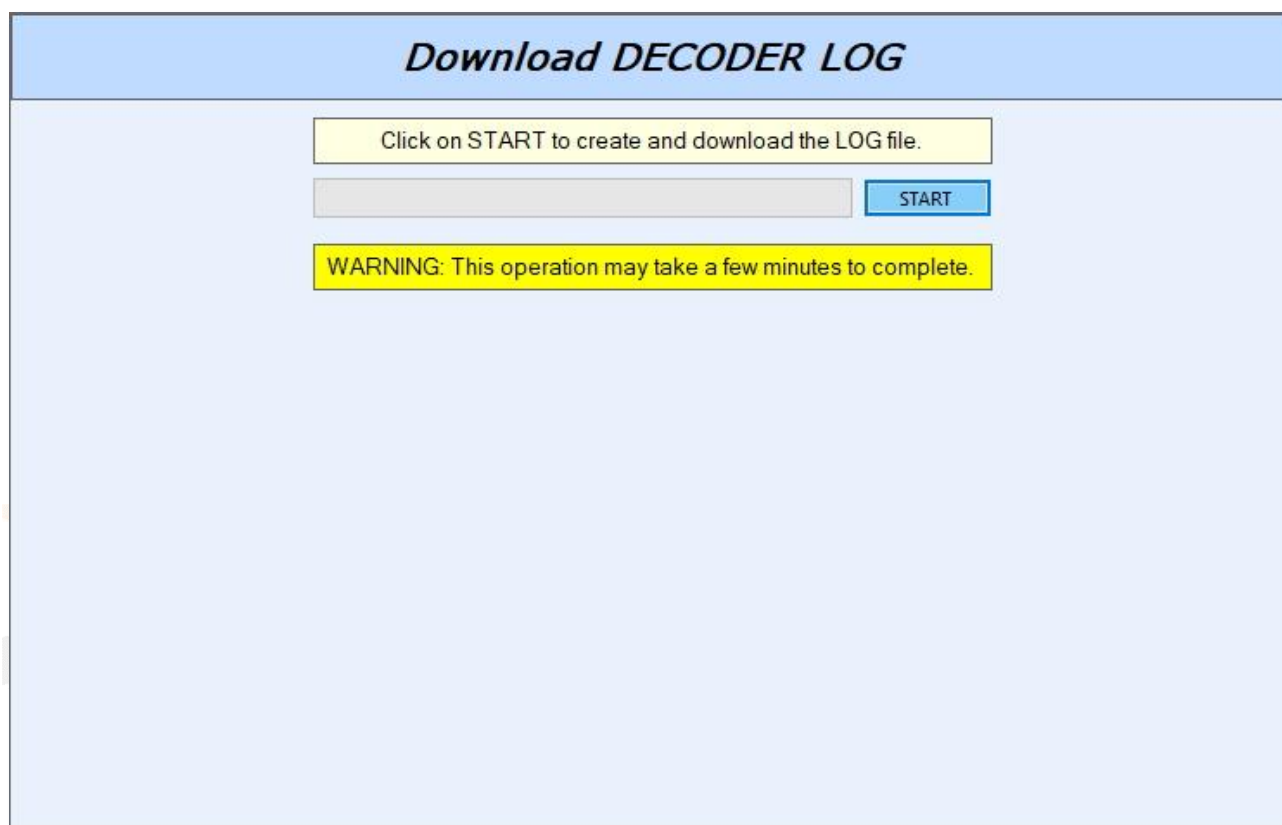 Download DECODER LOG
Click on START to create and download the LOG file.
START
WARNING: This operation may take a few minutes to complete.